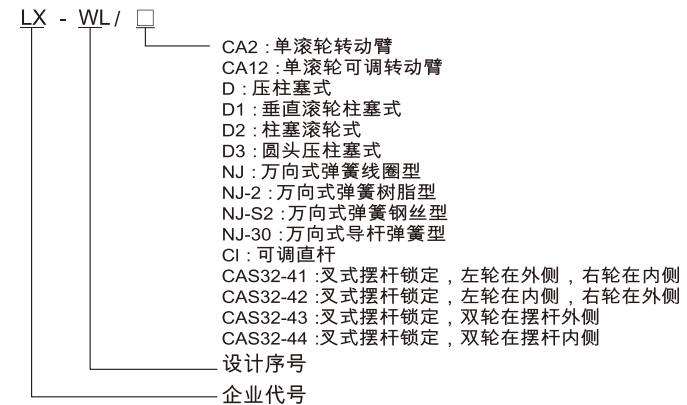 LX - WL / □
CA2 : 单滚轮转动臂
CA12 : 单滚轮可调转动臂
D : 压柱塞式
D1 : 垂直滚轮柱塞式
D2 : 柱塞滚轮式
D3 : 圆头压柱塞式
NJ : 万向式弹簧线圈型
NJ-2 : 万向式弹簧树脂型
NJ-S2 : 万向式弹簧钢丝型
NJ-30 : 万向式导杆弹簧型
Cl : 可调直杆
CAS32-41 :叉式摆杆锁定，左轮在外侧，右轮在内侧
CAS32-42 :叉式摆杆锁定，左轮在内侧，右轮在外侧
CAS32-43 :叉式摆杆锁定，双轮在摆杆外侧
CAS32-44 :叉式摆杆锁定，双轮在摆杆内侧
设计序号
企业代号